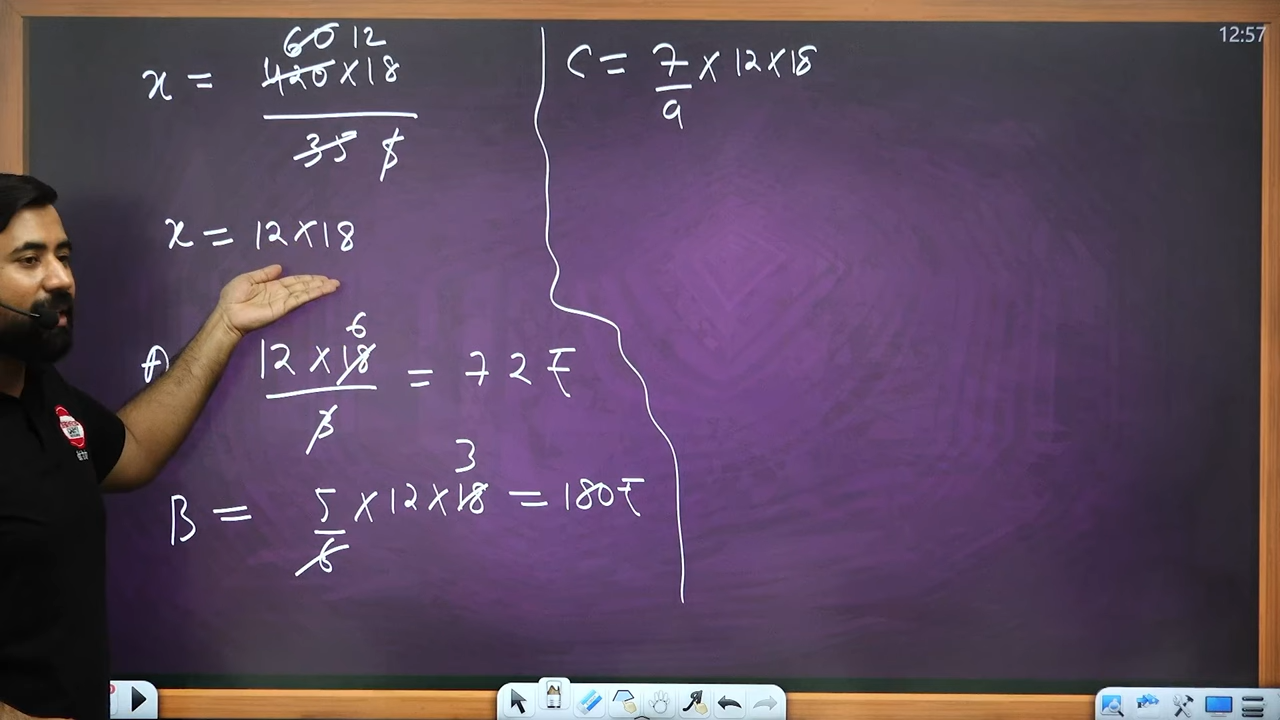 12:57
60 12
x = 420 × 18
35 5
x = 12 × 18
6
A 12 × 18 = 72 ₹
3
3
B = 5 × 12 × 18 = 180 ₹
6
C = 7 × 12 × 18
9